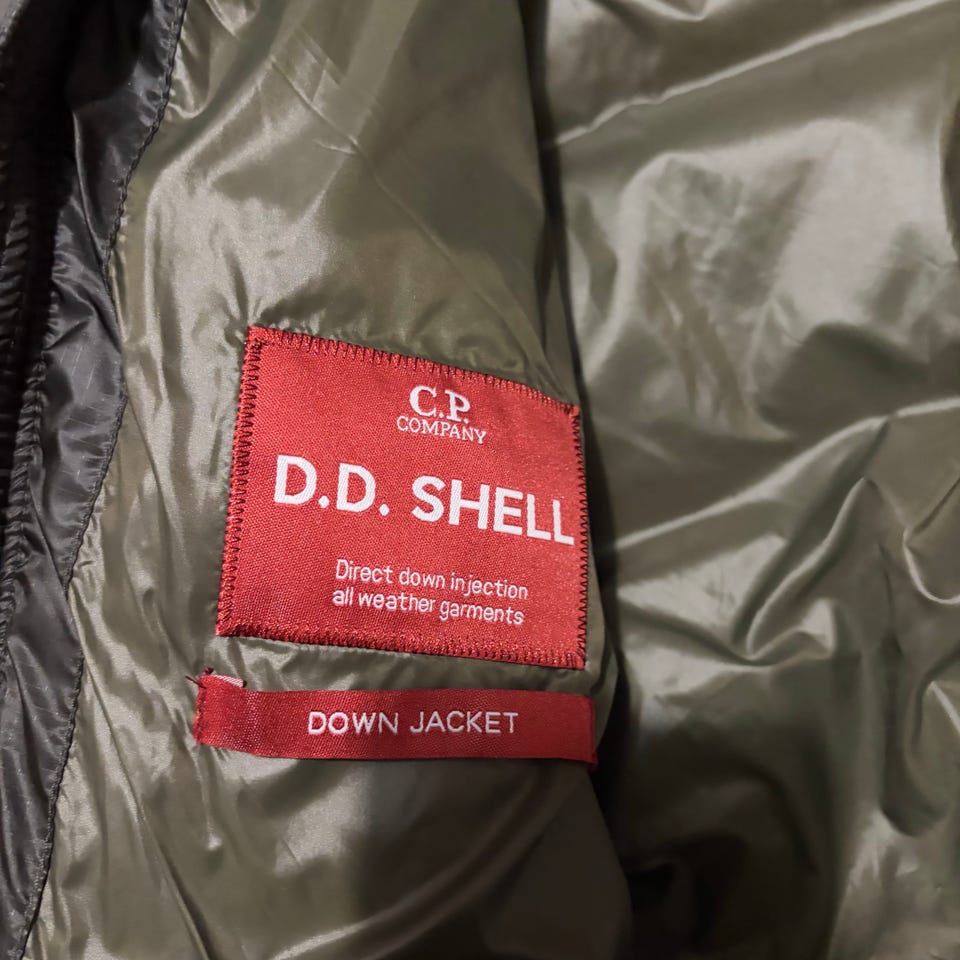 C.P.
COMPANY
D.D. SHELL
Direct down injection
all weather garments
DOWN JACKET